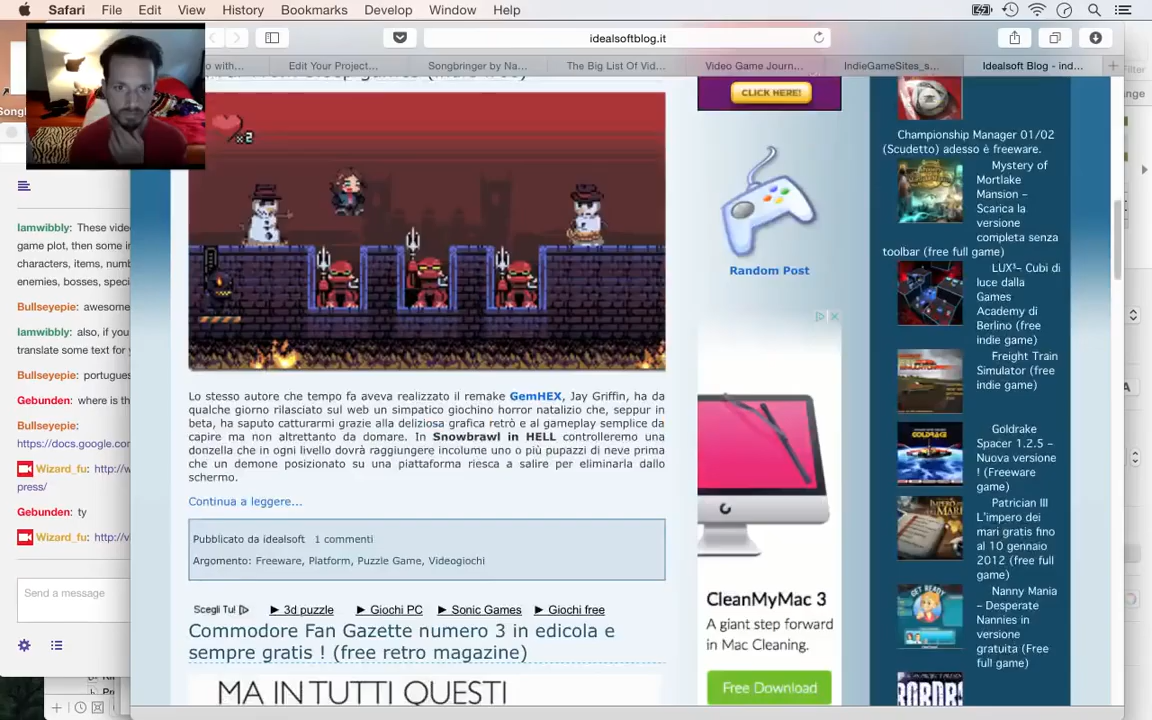 Safari File Edit View History Bookmarks Develop Window Help
idealsoftblog.it
o with...
Edit Your Project...
Songbringer by Na...
The Big List Of Vid...
Video Game Journ...
IndieGameSites_s...
Idealsoft Blog - ind...
Filter
ange
x2
Lo stesso autore che tempo fa aveva realizzato il remake GemHEX, Jay Griffin, ha da
qualche giorno rilasciato sul web un simpatico giochino horror natalizio che, seppur in
beta, ha saputo catturarmi grazie alla deliziosa grafica retrò e al gameplay semplice da
capire ma non altrettanto da domare. In Snowbrawl in HELL controlleremo una
donzella che in ogni livello dovrà raggiungere incolume uno o più pupazzi di neve prima
che un demone posizionato su una piattaforma riesca a salire per eliminarla dallo
schermo.
Continua a leggere...
Pubblicato da idealsoft 1 commenti
Argomento: Freeware, Platform, Puzzle Game, Videogiochi
Scegli Tu!
► 3d puzzle ► Giochi PC ► Sonic Games ► Giochi free
Commodore Fan Gazette numero 3 in edicola e
sempre gratis ! (free retro magazine)
MA IN TUTTI QUESTI
CLICK HERE!
Random Post
CleanMyMac 3
A giant step forward
in Mac Cleaning.
Free Download
Championship Manager 01/02
(Scudetto) adesso è freeware.
Mystery of
Mortlake
Mansion –
Scarica la
versione
completa senza
toolbar (free full game)
LUX³– Cubi di
luce dalla
Games
Academy di
Berlino (free
indie game)
Freight Train
Simulator (free
indie game)
Goldrake
Spacer 1.2.5 –
Nuova versione
! (Freeware
game)
Patrician III
L'impero dei
mari gratis fino
al 10 gennaio
2012 (free full
game)
Nanny Mania
– Desperate
Nannies in
versione
gratuita (Free
full game)
Iamwibbly: These video
game plot, then some in
characters, items, numb
enemies, bosses, speci
Bullseyepie: awesome
Iamwibbly: also, if you
translate some text for y
Bullseyepie: portugues
Gebunden: where is th
Bullseyepie:
https://docs.google.com
Wizard_fu: http://w
press/
Gebunden: ty
Wizard_fu: http://v
Send a message